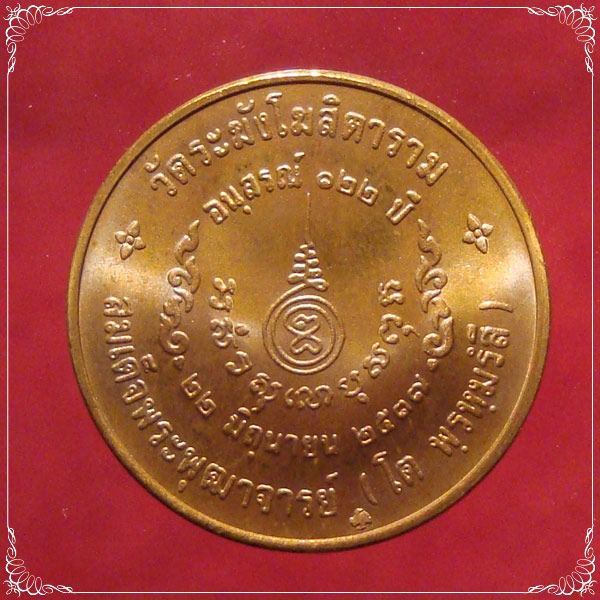 วัดระฆังโฆสิตาราม
อนุสรณ์ ๑๒๒ ปี
๒๒ มิถุนายน ๒๕๓๗
สมเด็จพระพุฒาจารย์ (โต พฺรหฺมรํสี)